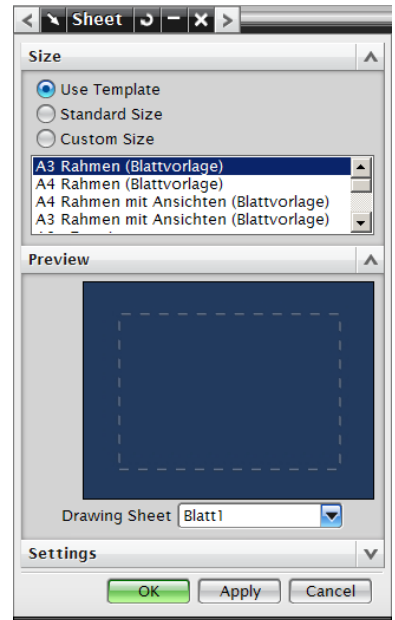 Sheet
Size
Use Template
Standard Size
Custom Size
A3 Rahmen (Blattvorlage)
A4 Rahmen (Blattvorlage)
A4 Rahmen mit Ansichten (Blattvorlage)
A3 Rahmen mit Ansichten (Blattvorlage)
Preview
Drawing Sheet Blatt1
Settings
OK Apply Cancel